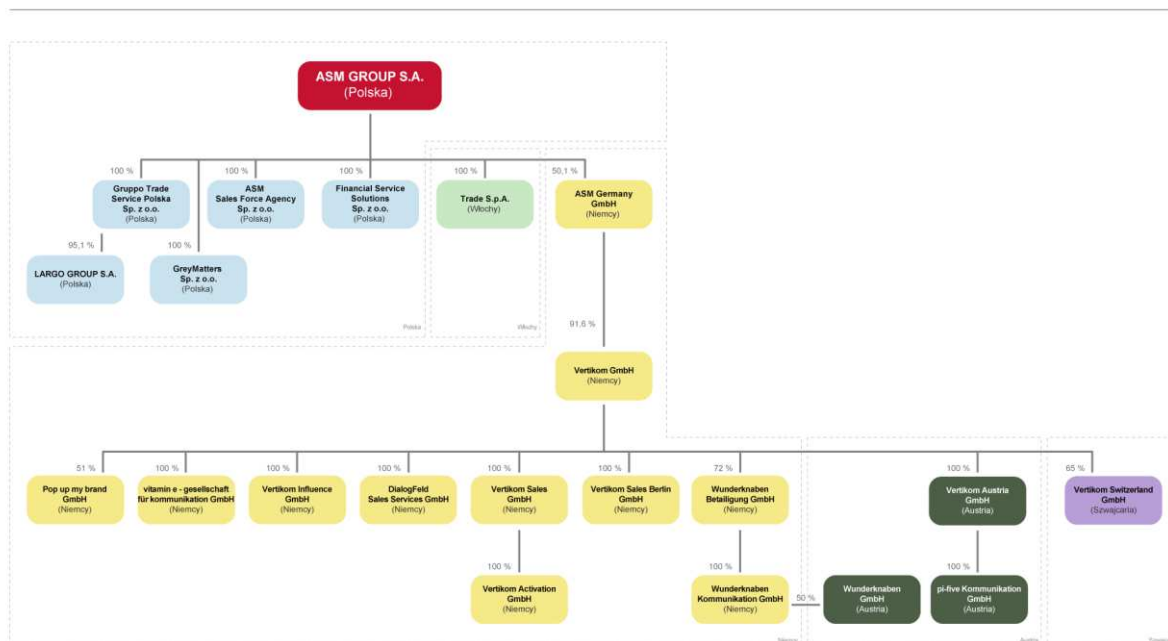 ASM GROUP S.A.
(Polska)
100 %
100 %
100 %
100 %
50,1 %
Gruppo Trade
Service Polska
Sp. z o.o.
(Polska)
ASM
Sales Force Agency
Sp. z o.o.
(Polska)
Financial Service
Solutions
Sp. z o.o.
(Polska)
Trade S.p.A.
(Włochy)
ASM Germany
GmbH
(Niemcy)
95,1 %
100 %
LARGO GROUP S.A.
(Polska)
GreyMatters
Sp. z o.o.
(Polska)
Polska
Włochy
91,6 %
Vertikom GmbH
(Niemcy)
51 %
100 %
100 %
100 %
100 %
100 %
72 %
100 %
65 %
Pop up my brand
GmbH
(Niemcy)
vitamin e - gesellschaft
für kommunikation GmbH
(Niemcy)
Vertikom Influence
GmbH
(Niemcy)
DialogFeld
Sales Services GmbH
(Niemcy)
Vertikom Sales
GmbH
(Niemcy)
Vertikom Sales Berlin
GmbH
(Niemcy)
Wunderknaben
Betailigung GmbH
(Niemcy)
Vertikom Austria
GmbH
(Austria)
Vertikom Switzerland
GmbH
(Szwajcaria)
100 %
100 %
100 %
Vertikom Activation
GmbH
(Niemcy)
Wunderknaben
Kommunikation GmbH
(Niemcy)
50 %
Wunderknaben
GmbH
(Austria)
pi-five Kommunikation
GmbH
(Austria)
Niemcy
Austria